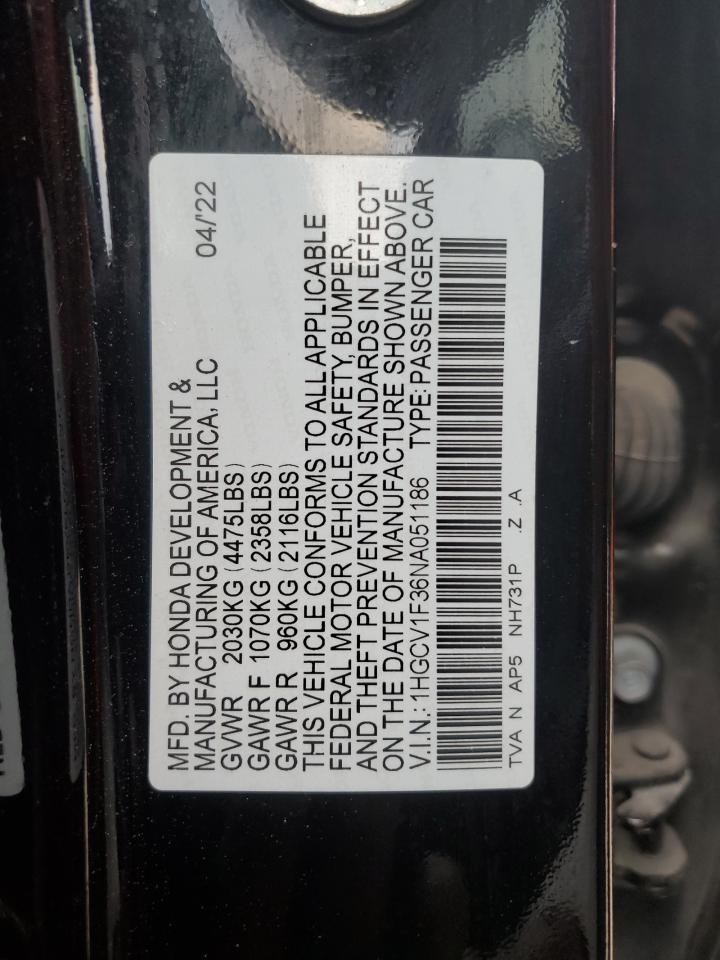 MFD. BY HONDA DEVELOPMENT &
MANUFACTURING OF AMERICA, LLC 04/'22
GVWR 2030KG (4475LBS)
GAWR F 1070KG (2358LBS)
GAWR R 960KG (2116LBS)
THIS VEHICLE CONFORMS TO ALL APPLICABLE
FEDERAL MOTOR VEHICLE SAFETY, BUMPER,
AND THEFT PREVENTION STANDARDS IN EFFECT
ON THE DATE OF MANUFACTURE SHOWN ABOVE.
V.I.N.: 1HGCV1F36NA051186 TYPE: PASSENGER CAR
TVA N AP5 NH731P .Z .A